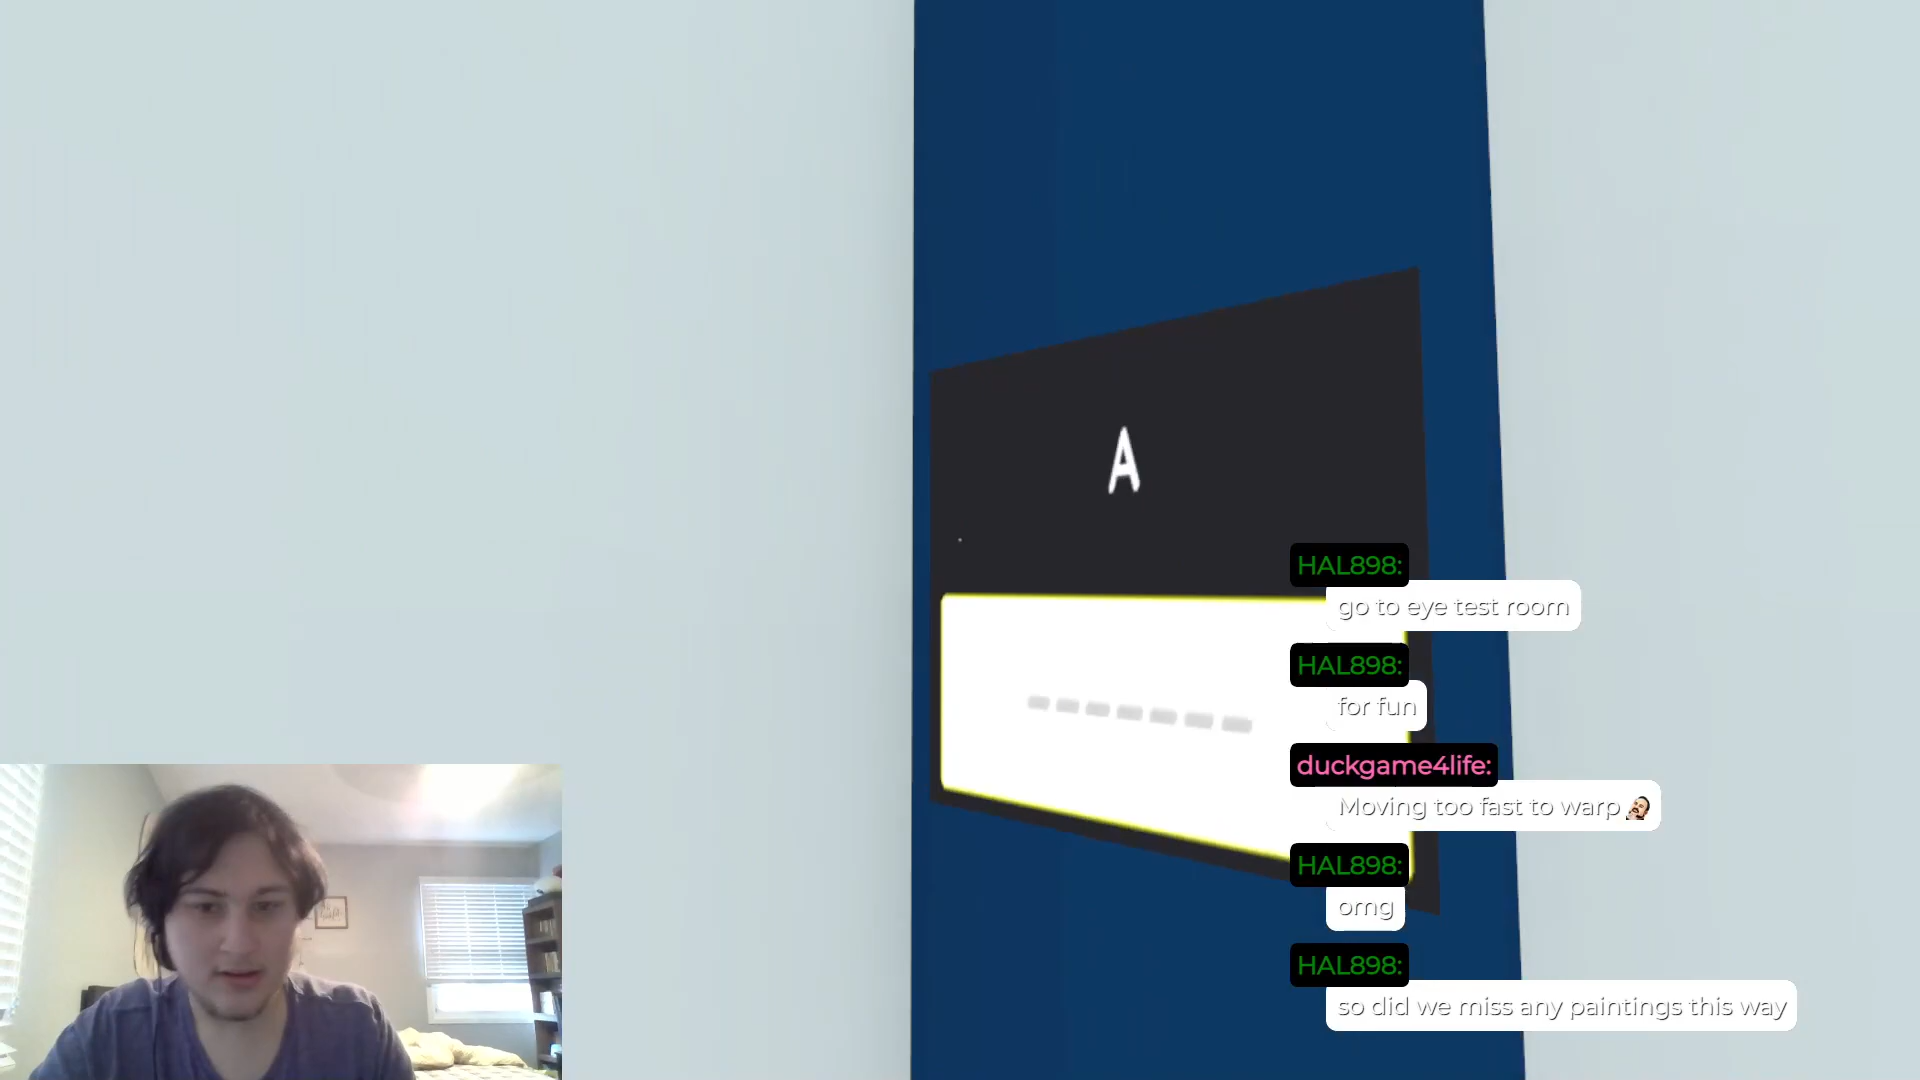 A
HAL898:
go to eye test room
HAL898:
for fun
duckgame4life:
Moving too fast to warp
HAL898:
omg
HAL898:
so did we miss any paintings this way